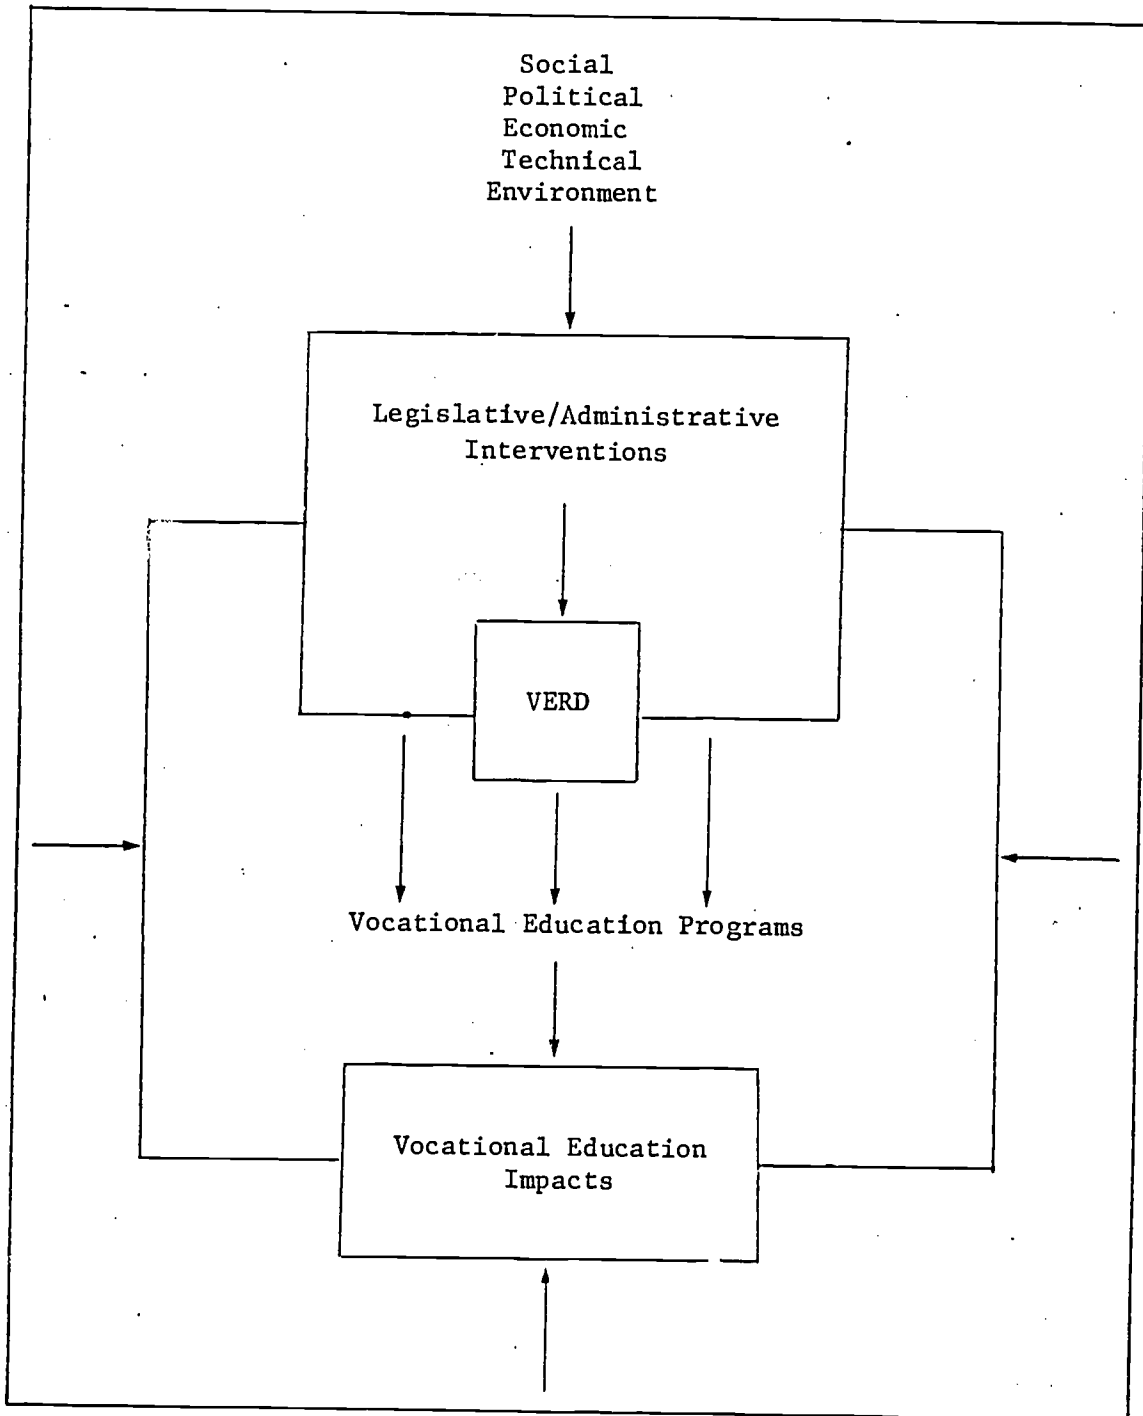 Social
Political
Economic
Technical
Environment
Legislative/Administrative
Interventions
VERD
Vocational Education Programs
Vocational Education
Impacts